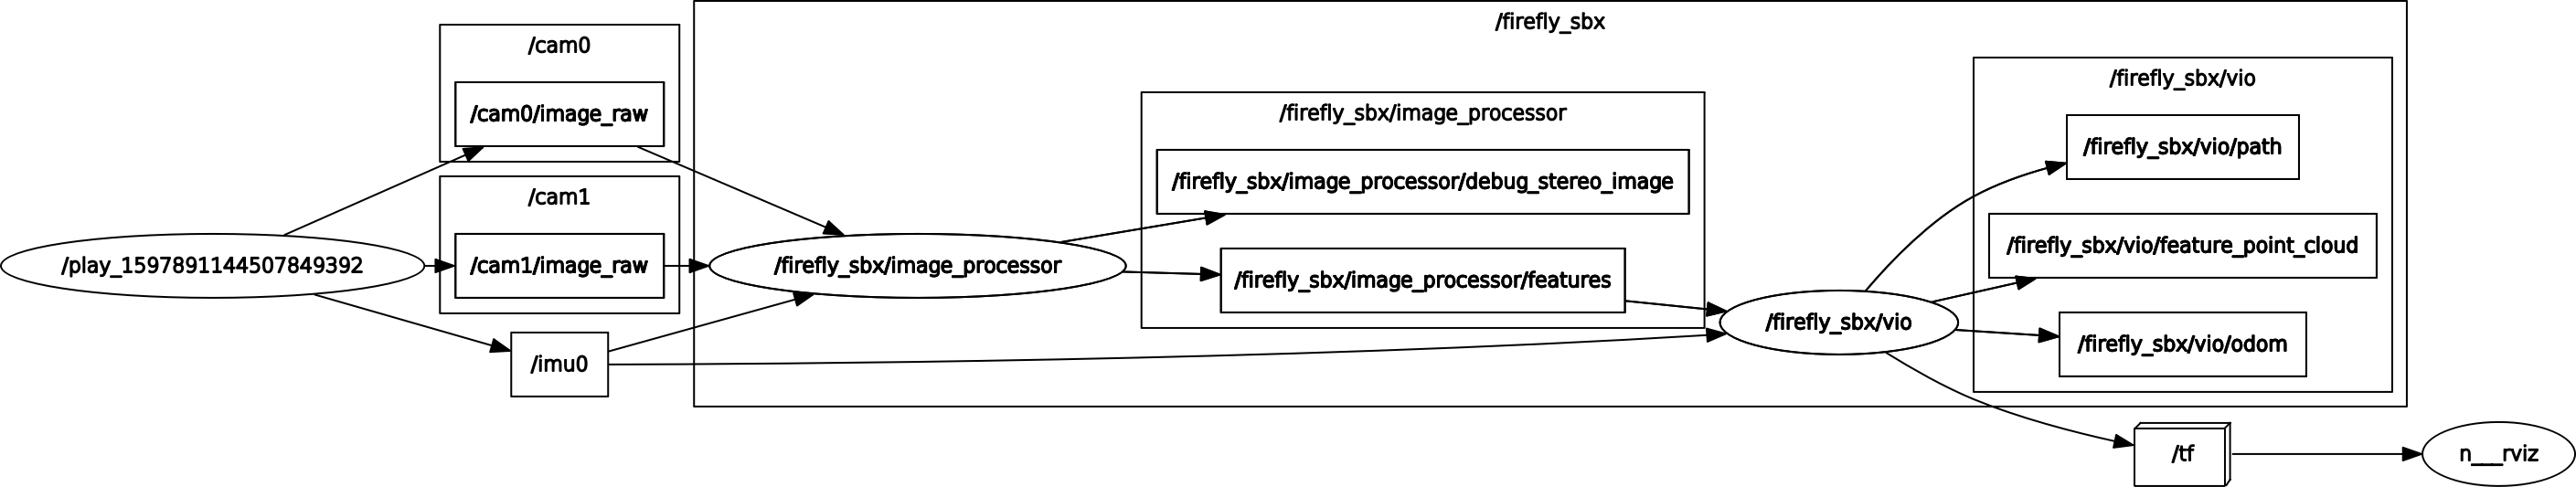 /firefly_sbx
/cam0
/cam0/image_raw
/cam1
/cam1/image_raw
/play_1597891144507849392
/imu0
/firefly_sbx/image_processor
/firefly_sbx/image_processor
/firefly_sbx/image_processor/debug_stereo_image
/firefly_sbx/image_processor/features
/firefly_sbx/vio
/firefly_sbx/vio
/firefly_sbx/vio/path
/firefly_sbx/vio/feature_point_cloud
/firefly_sbx/vio/odom
/tf
n___rviz